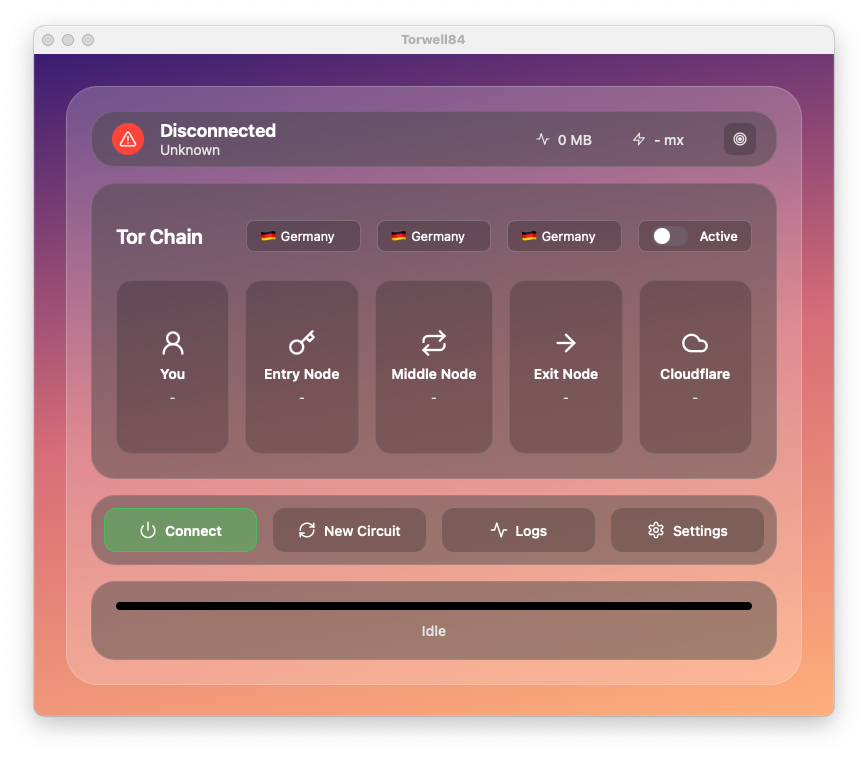 Torwell84
Disconnected
Unknown
0 MB
- mx
Tor Chain
Germany
Germany
Germany
Active
You
-
Entry Node
-
Middle Node
-
Exit Node
-
Cloudflare
-
Connect
New Circuit
Logs
Settings
Idle